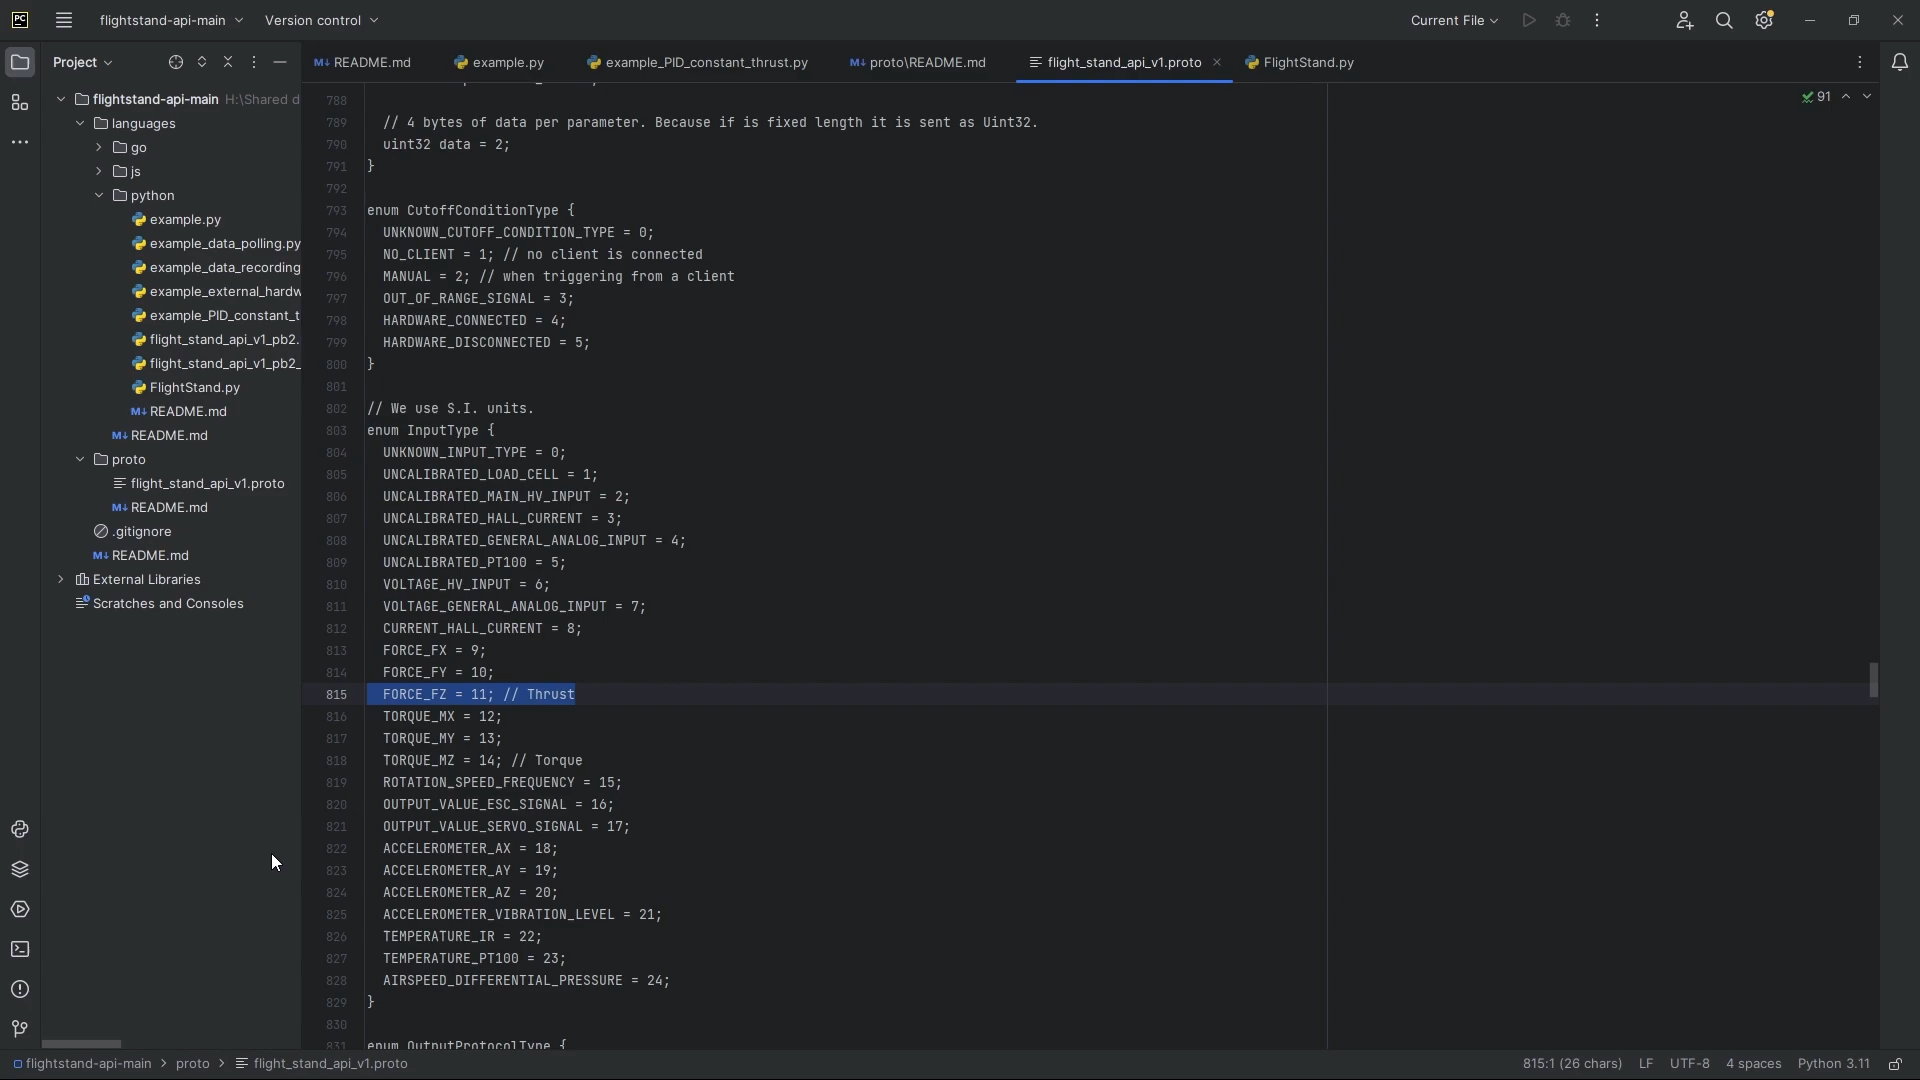 PC flightstand-api-main Version control Current File
Project
README.md example.py example_PID_constant_thrust.py proto\README.md flight_stand_api_v1.proto FlightStand.py
flightstand-api-main H:\Shared d
languages
go
js
python
example.py
example_data_polling.py
example_data_recording
example_external_hardw
example_PID_constant_t
flight_stand_api_v1_pb2.
flight_stand_api_v1_pb2_
FlightStand.py
M↓ README.md
M↓ README.md
proto
flight_stand_api_v1.proto
M↓ README.md
.gitignore
M↓ README.md
External Libraries
Scratches and Consoles
91
788
789 // 4 bytes of data per parameter. Because if is fixed length it is sent as Uint32.
790 uint32 data = 2;
791 }
792
793 enum CutoffConditionType {
794 UNKNOWN_CUTOFF_CONDITION_TYPE = 0;
795 NO_CLIENT = 1; // no client is connected
796 MANUAL = 2; // when triggering from a client
797 OUT_OF_RANGE_SIGNAL = 3;
798 HARDWARE_CONNECTED = 4;
799 HARDWARE_DISCONNECTED = 5;
800 }
801
802 // We use S.I. units.
803 enum InputType {
804 UNKNOWN_INPUT_TYPE = 0;
805 UNCALIBRATED_LOAD_CELL = 1;
806 UNCALIBRATED_MAIN_HV_INPUT = 2;
807 UNCALIBRATED_HALL_CURRENT = 3;
808 UNCALIBRATED_GENERAL_ANALOG_INPUT = 4;
809 UNCALIBRATED_PT100 = 5;
810 VOLTAGE_HV_INPUT = 6;
811 VOLTAGE_GENERAL_ANALOG_INPUT = 7;
812 CURRENT_HALL_CURRENT = 8;
813 FORCE_FX = 9;
814 FORCE_FY = 10;
815 FORCE_FZ = 11; // Thrust
816 TORQUE_MX = 12;
817 TORQUE_MY = 13;
818 TORQUE_MZ = 14; // Torque
819 ROTATION_SPEED_FREQUENCY = 15;
820 OUTPUT_VALUE_ESC_SIGNAL = 16;
821 OUTPUT_VALUE_SERVO_SIGNAL = 17;
822 ACCELEROMETER_AX = 18;
823 ACCELEROMETER_AY = 19;
824 ACCELEROMETER_AZ = 20;
825 ACCELEROMETER_VIBRATION_LEVEL = 21;
826 TEMPERATURE_IR = 22;
827 TEMPERATURE_PT100 = 23;
828 AIRSPEED_DIFFERENTIAL_PRESSURE = 24;
829 }
830
831 enum OutputProtocolType {
flightstand-api-main > proto > flight_stand_api_v1.proto 815:1 (26 chars) LF UTF-8 4 spaces Python 3.11